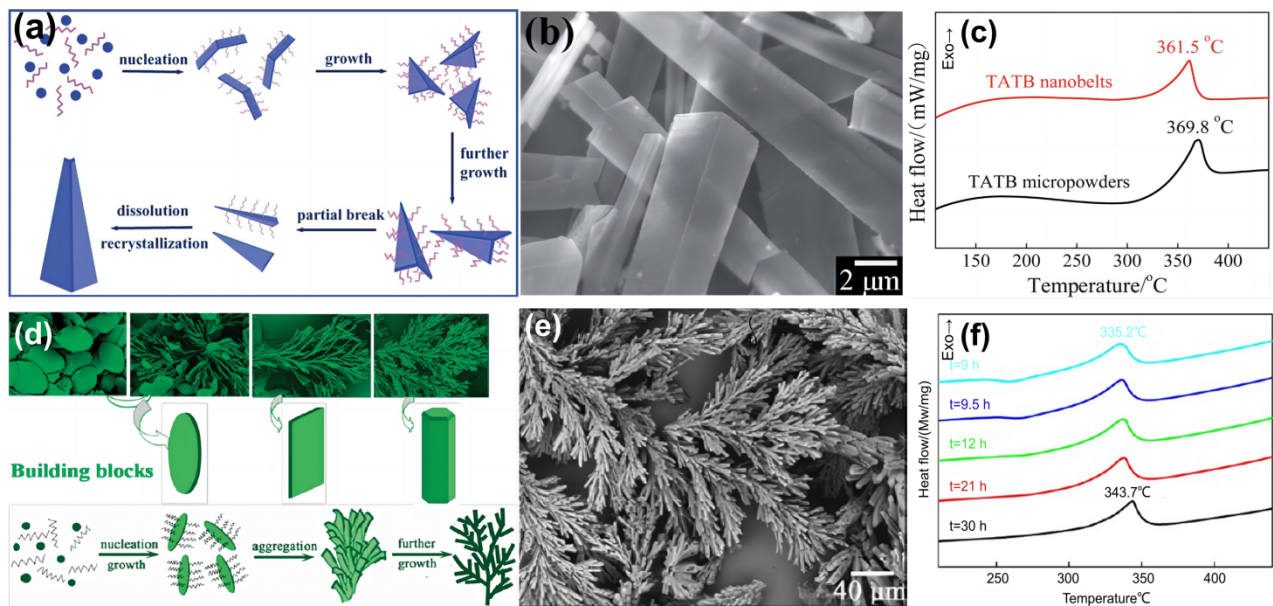 (a)
nucleation
growth
further
growth
partial break
dissolution
recrystallization
(b)
2 μm
(c)
Exo→
Heat flow/(mW/mg)
361.5 °C
TATB nanobelts
369.8 °C
TATB micropowders
100 150 200 250 300 350 400
Temperature/°C
(d)
Building blocks
nucleation
growth
aggregation
further
growth
(e)
40 μm
(f)
Exo→
Heat flow/(Mw/mg)
335.2℃
t=9 h
t=9.5 h
t=12 h
t=21 h
343.7℃
t=30 h
250 300 350 400
Temperature℃